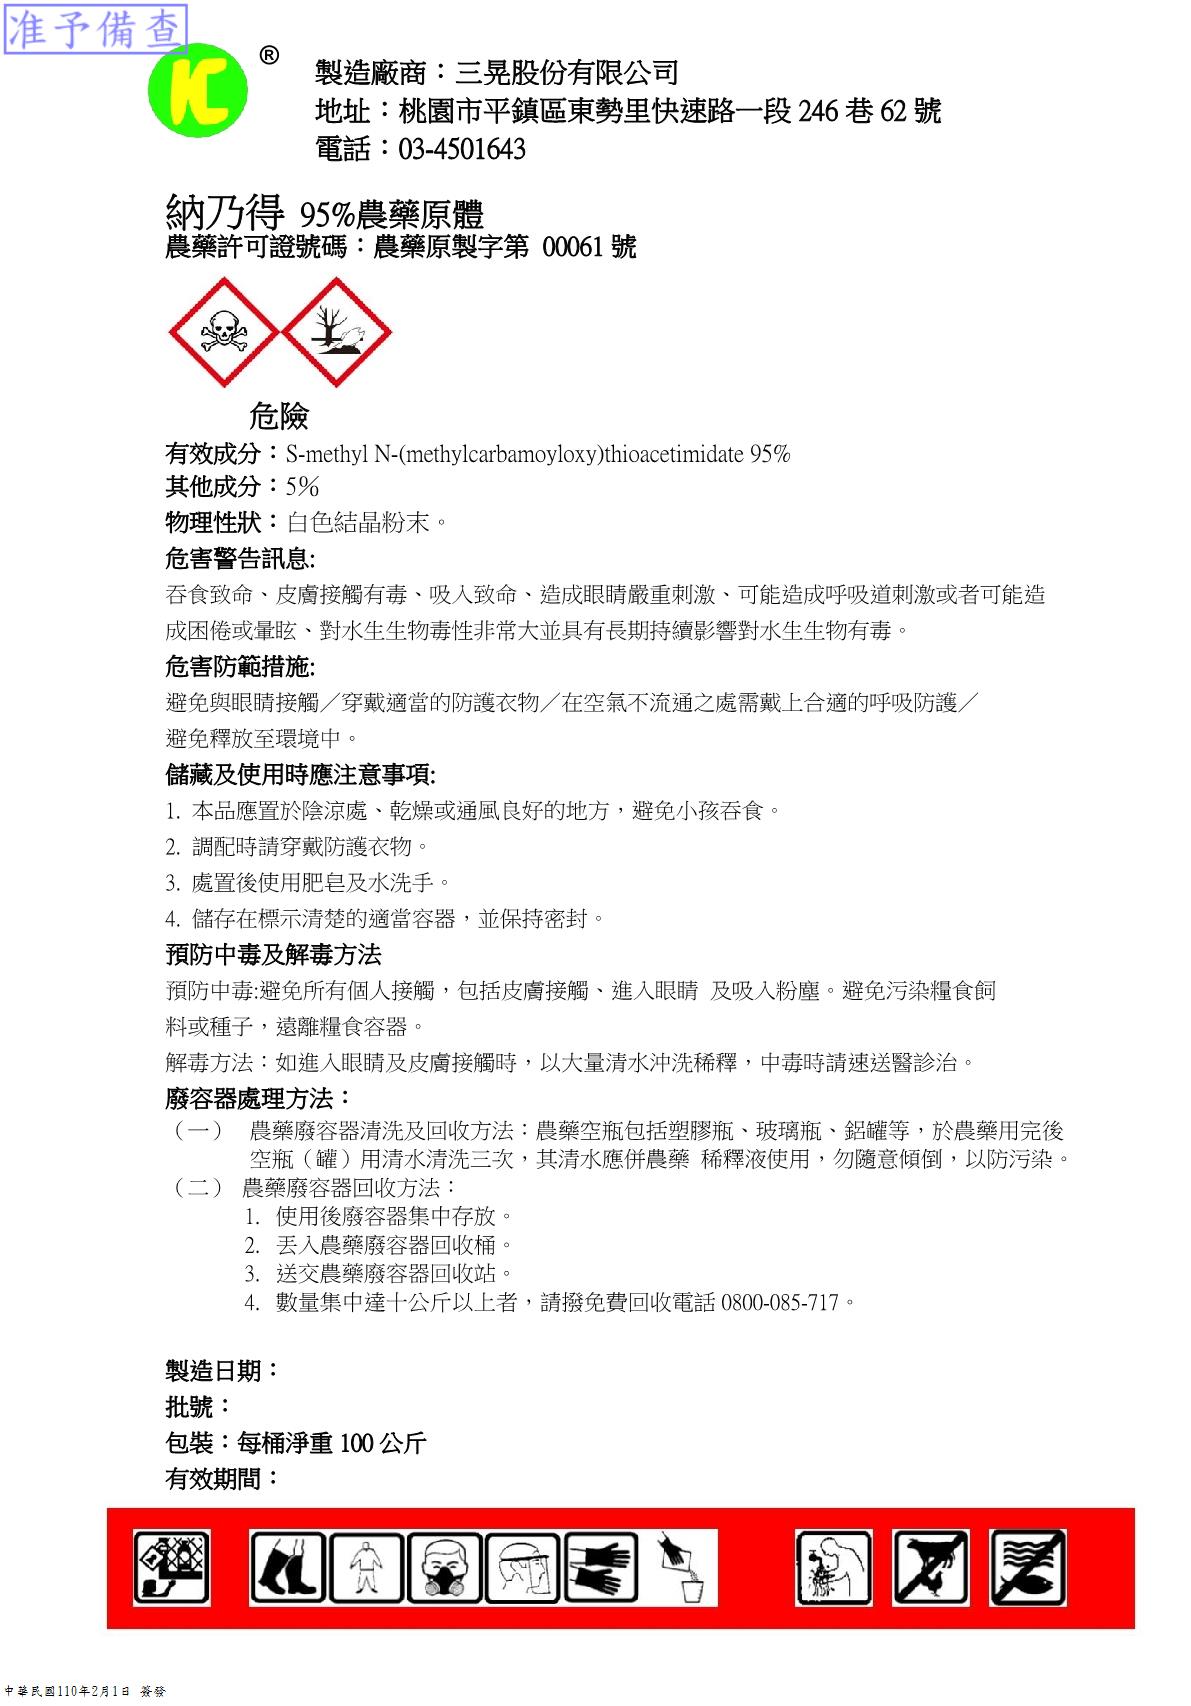 准予備查
®
製造廠商：三晃股份有限公司
地址：桃園市平鎮區東勢里快速路一段 246 巷 62 號
電話：03-4501643
納乃得 95%農藥原體
農藥許可證號碼：農藥原製字第 00061 號
危險
有效成分：S-methyl N-(methylcarbamoyloxy)thioacetimidate 95%
其他成分：5%
物理性狀：白色結晶粉末。
危害警告訊息:
吞食致命、皮膚接觸有毒、吸入致命、造成眼睛嚴重刺激、可能造成呼吸道刺激或者可能造
成困倦或暈眩、對水生生物毒性非常大並具有長期持續影響對水生生物有毒。
危害防範措施:
避免與眼睛接觸／穿戴適當的防護衣物／在空氣不流通之處需戴上合適的呼吸防護／
避免釋放至環境中。
儲藏及使用時應注意事項:
1. 本品應置於陰涼處、乾燥或通風良好的地方，避免小孩吞食。
2. 調配時請穿戴防護衣物。
3. 處置後使用肥皂及水洗手。
4. 儲存在標示清楚的適當容器，並保持密封。
預防中毒及解毒方法
預防中毒:避免所有個人接觸，包括皮膚接觸、進入眼睛 及吸入粉塵。避免污染糧食飼
料或種子，遠離糧食容器。
解毒方法：如進入眼睛及皮膚接觸時，以大量清水沖洗稀釋，中毒時請速送醫診治。
廢容器處理方法：
（一） 農藥廢容器清洗及回收方法：農藥空瓶包括塑膠瓶、玻璃瓶、鋁罐等，於農藥用完後
空瓶（罐）用清水清洗三次，其清水應併農藥 稀釋液使用，勿隨意傾倒，以防污染。
（二） 農藥廢容器回收方法：
1. 使用後廢容器集中存放。
2. 丟入農藥廢容器回收桶。
3. 送交農藥廢容器回收站。
4. 數量集中達十公斤以上者，請撥免費回收電話 0800-085-717。
製造日期：
批號：
包裝：每桶淨重 100 公斤
有效期間：
中華民國110年2月1日 簽發